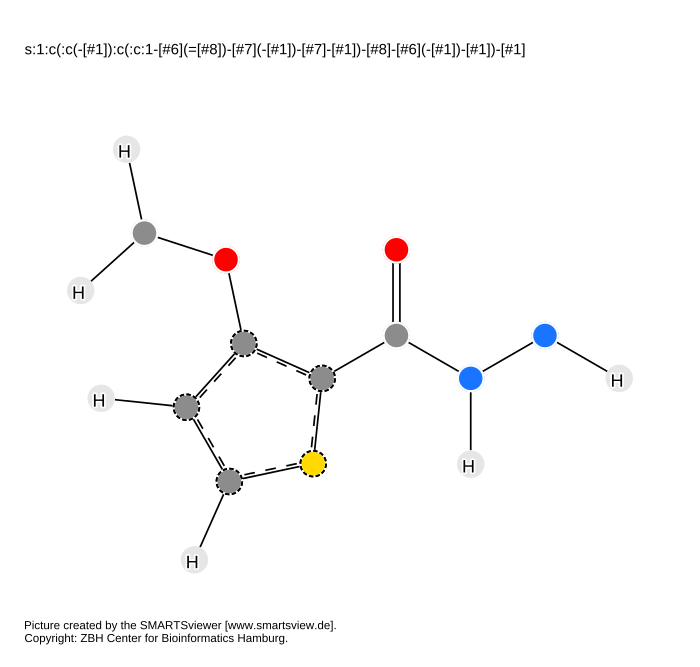 s:1:c(:c(-[#1]):c(:c:1-[#6](=[#8])-[#7](-[#1])-[#7]-[#1])-[#8]-[#6](-[#1])-[#1])-[#1]
H
H
H
H
H
H
Picture created by the SMARTSviewer [www.smartsview.de].
Copyright: ZBH Center for Bioinformatics Hamburg.